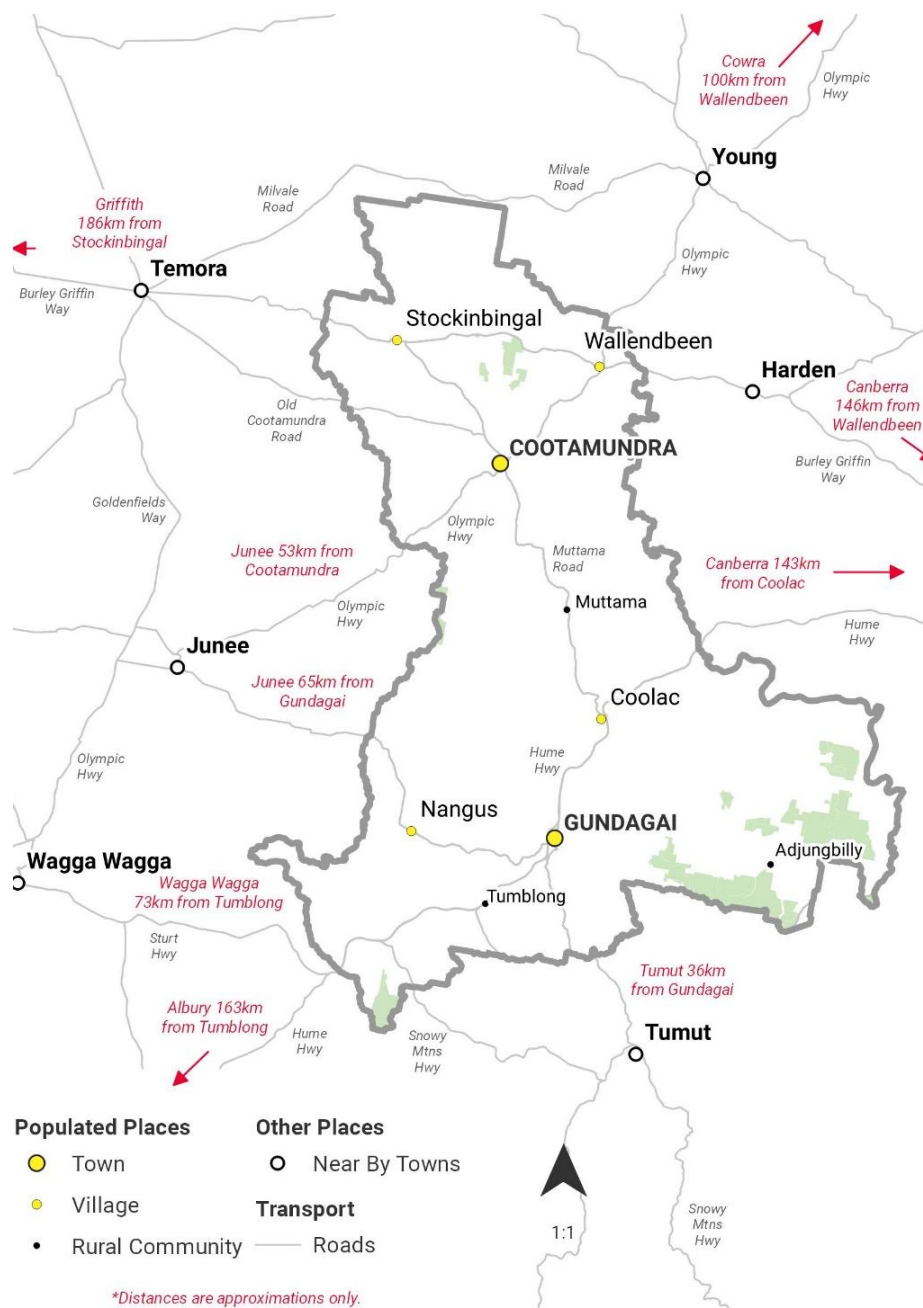 Cowra
100km from
Wallendbeen
Olympic
Hwy
Young
Milvale
Road
Milvale
Road
Griffith
186km from
Stockinbingal
Olympic
Hwy
Temora
Burley Griffin
Way
Stockinbingal
Wallendbeen
Harden
Canberra
146km from
Wallendbeen
Old
Cootamundra
Road
COOTAMUNDRA
Burley Griffin
Way
Goldenfields
Way
Olympic
Hwy
Junee 53km from
Cootamundra
Muttama
Road
Canberra 143km
from Coolac
Olympic
Hwy
Muttama
Hume
Hwy
Junee
Junee 65km from
Gundagai
Coolac
Olympic
Hwy
Hume
Hwy
Nangus
GUNDAGAI
Adjungbilly
Wagga Wagga
Wagga Wagga
73km from Tumblong
Tumblong
Sturt
Hwy
Tumut 36km
from Gundagai
Albury 163km
from Tumblong
Hume
Hwy
Snowy
Mtns
Hwy
Tumut
Populated Places
Town
Village
Rural Community
Other Places
Near By Towns
Transport
Roads
1:1
Snowy
Mtns
Hwy
*Distances are approximations only.